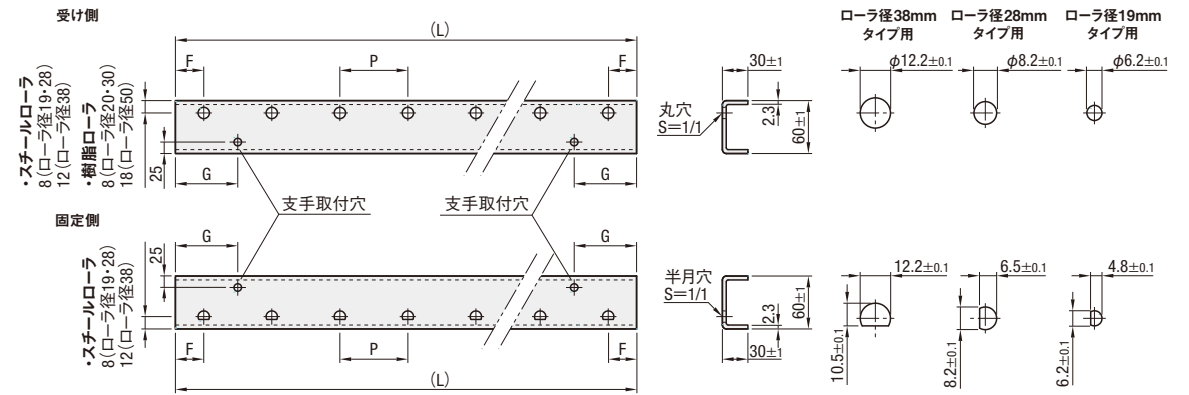 受け側
(L)
F
P
F
G
G
25
・スチールローラ
8(ローラ径19・28)
12(ローラ径38)
・樹脂ローラ
8(ローラ径20・30)
18(ローラ径50)
支手取付穴
支手取付穴
30±1
丸穴
S=1/1
2.3
60±1
ローラ径38mm
タイプ用
φ12.2±0.1
ローラ径28mm
タイプ用
φ8.2±0.1
ローラ径19mm
タイプ用
φ6.2±0.1
固定側
G
G
25
・スチールローラ
8(ローラ径19・28)
12(ローラ径38)
F
P
F
(L)
半月穴
S=1/1
2.3
60±1
30±1
12.2±0.1
10.5±0.1
6.5±0.1
8.2±0.1
4.8±0.1
6.2±0.1